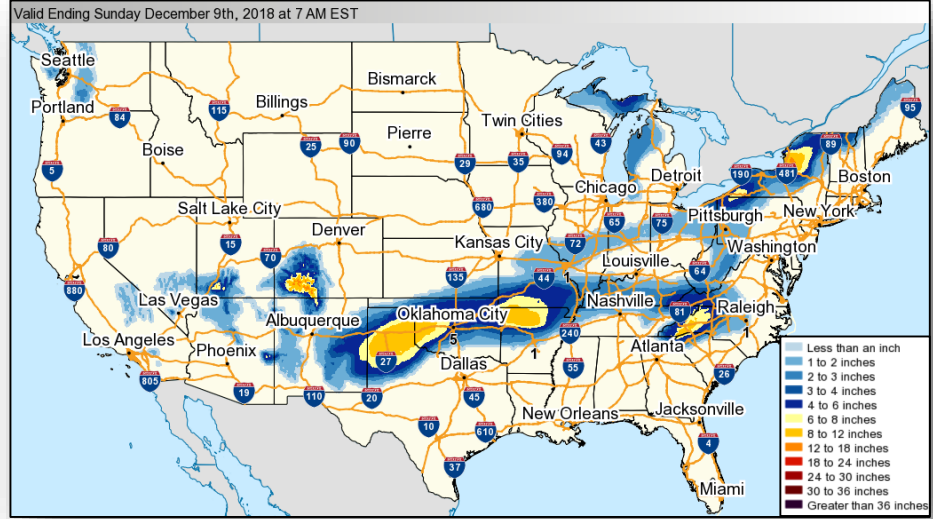 Valid Ending Sunday December 9th, 2018 at 7 AM EST
Seattle
Portland
84
115
Billings
Bismarck
Pierre
Twin Cities
95
5
Boise
25
90
29
35
94
43
Detroit
190
481
89
Boston
Chicago
Salt Lake City
680
380
65
75
Pittsburgh
New York
80
15
70
Denver
Kansas City
72
Washington
Louisville
64
880
Las Vegas
135
44
1
Nashville
81
Raleigh
Albuquerque
Oklahoma City
2
240
1
Los Angeles
Phoenix
27
5
1
Atlanta
Dallas
55
26
805
19
110
20
45
New Orleans
Jacksonville
10
610
4
37
Miami
Less than an inch
1 to 2 inches
2 to 3 inches
3 to 4 inches
4 to 6 inches
6 to 8 inches
8 to 12 inches
12 to 18 inches
18 to 24 inches
24 to 30 inches
30 to 36 inches
Greater than 36 inches